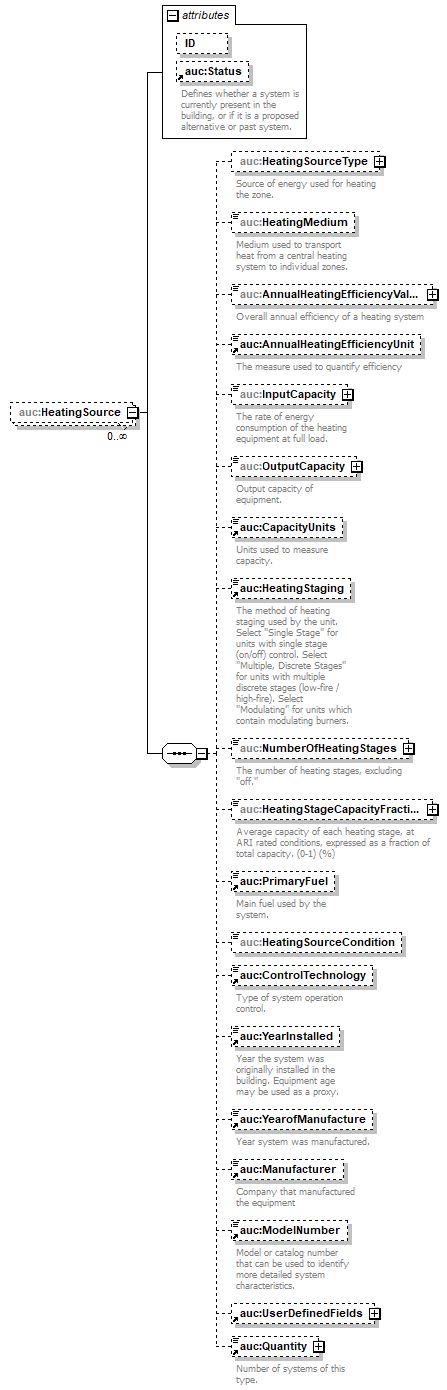 attributes
ID
auc:Status
Defines whether a system is
currently present in the
building, or if it is a proposed
alternative or past system.
auc:HeatingSource
0..∞
auc:HeatingSourceType
Source of energy used for heating
the zone.
auc:HeatingMedium
Medium used to transport
heat from a central heating
system to individual zones.
auc:AnnualHeatingEfficiencyVal...
Overall annual efficiency of a heating system
auc:AnnualHeatingEfficiencyUnit
The measure used to quantify efficiency
auc:InputCapacity
The rate of energy
consumption of the heating
equipment at full load.
auc:OutputCapacity
Output capacity of
equipment.
auc:CapacityUnits
Units used to measure
capacity.
auc:HeatingStaging
The method of heating
staging used by the unit.
Select "Single Stage" for
units with single stage
(on/off) control. Select
"Multiple, Discrete Stages"
for units with multiple
discrete stages (low-fire /
high-fire). Select
"Modulating" for units which
contain modulating burners.
auc:NumberOfHeatingStages
The number of heating stages, excluding
"off."
auc:HeatingStageCapacityFracti...
Average capacity of each heating stage, at
ARI rated conditions, expressed as a fraction of
total capacity. (0-1) (%)
auc:PrimaryFuel
Main fuel used by the
system.
auc:HeatingSourceCondition
auc:ControlTechnology
Type of system operation
control.
auc:YearInstalled
Year the system was
originally installed in the
building. Equipment age
may be used as a proxy.
auc:YearofManufacture
Year system was manufactured.
auc:Manufacturer
Company that manufactured
the equipment
auc:ModelNumber
Model or catalog number
that can be used to identify
more detailed system
characteristics.
auc:UserDefinedFields
auc:Quantity
Number of systems of this
type.